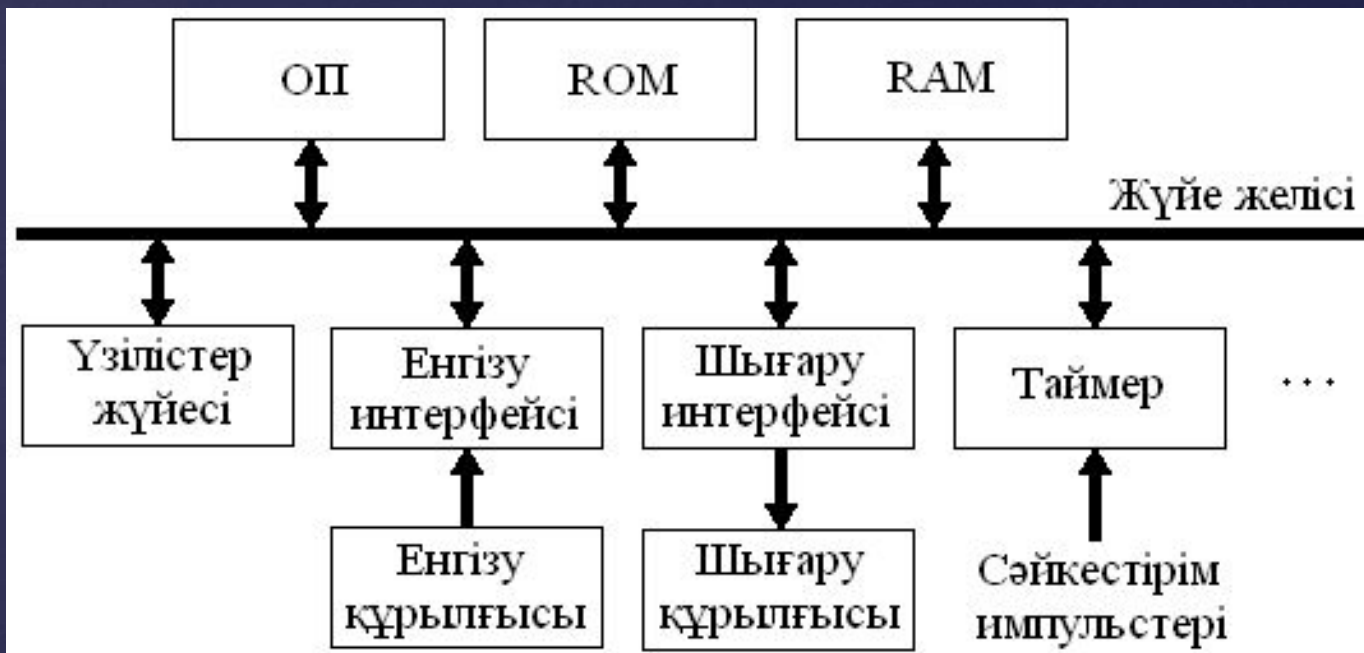 ОП
ROM
RAM
Жүйе желісі
Үзілістер
жүйесі
Енгізу
интерфейсі
Шығару
интерфейсі
Таймер
...
Енгізу
құрылғысы
Шығару
құрылғысы
Сәйкестірім
импульстері